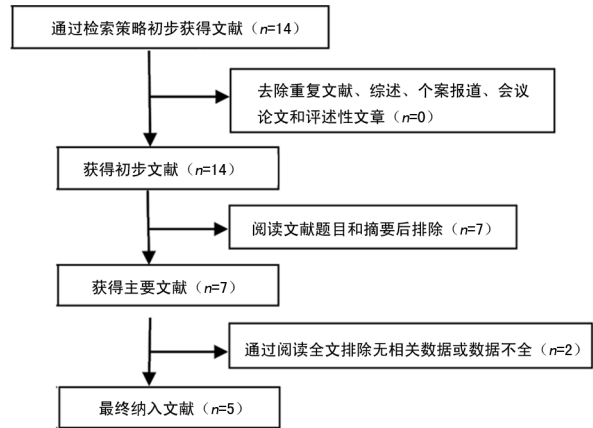 通过检索策略初步获得文献（n=14）
去除重复文献、综述、个案报道、会议
论文和评述性文章（n=0）
获得初步文献（n=14）
阅读文献题目和摘要后排除（n=7）
获得主要文献（n=7）
通过阅读全文排除无相关数据或数据不全（n=2）
最终纳入文献（n=5）